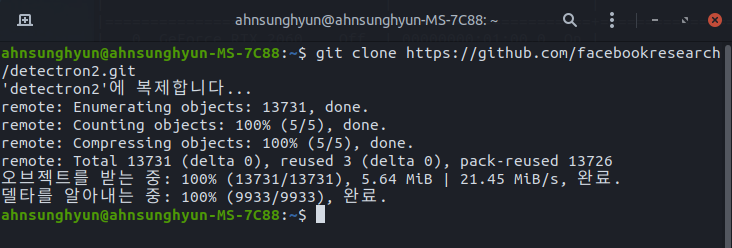 ahnsunghyun@ahnsunghyun-MS-7C88: ~
ahnsunghyun@ahnsunghyun-MS-7C88:~$ git clone https://github.com/facebookresearch
/detectron2.git
'detectron2'에 복제합니다...
remote: Enumerating objects: 13731, done.
remote: Counting objects: 100% (5/5), done.
remote: Compressing objects: 100% (5/5), done.
remote: Total 13731 (delta 0), reused 3 (delta 0), pack-reused 13726
오브젝트를 받는 중: 100% (13731/13731), 5.64 MiB | 21.45 MiB/s, 완료.
델타를 알아내는 중: 100% (9933/9933), 완료.
ahnsunghyun@ahnsunghyun-MS-7C88:~$